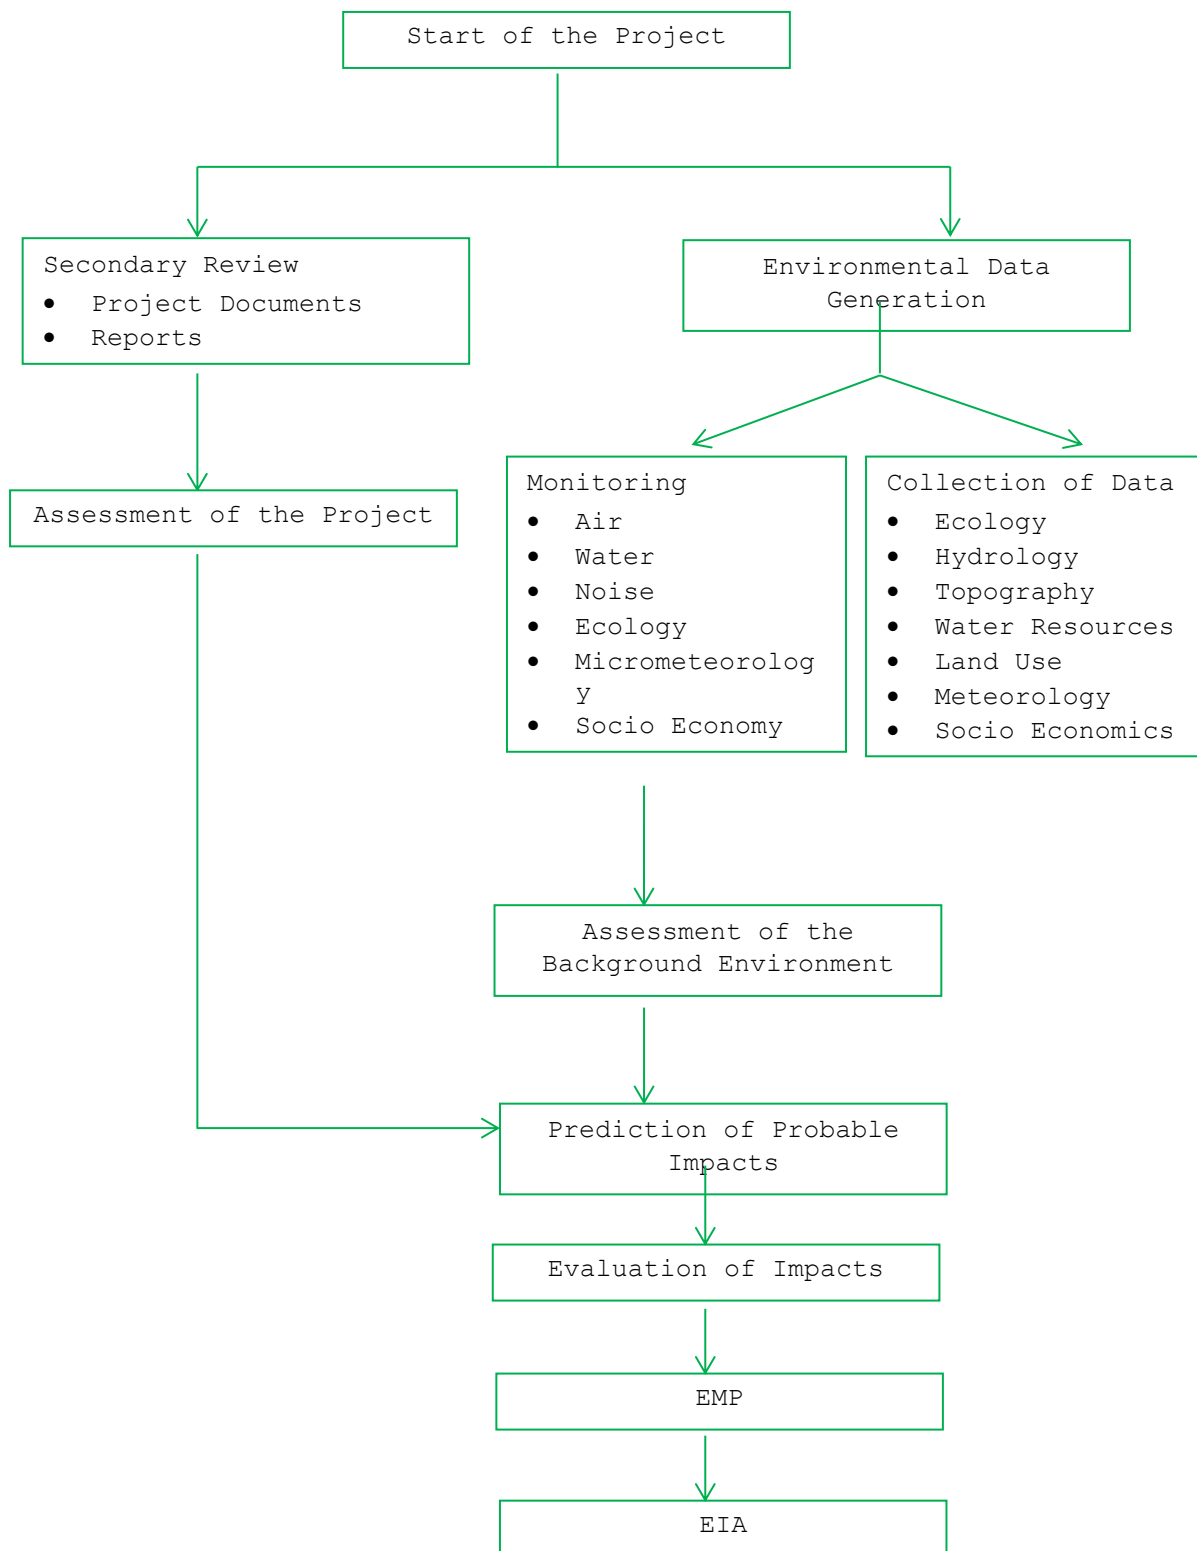 Start of the Project
Secondary Review
• Project Documents
• Reports
Environmental Data
Generation
Assessment of the Project
Monitoring
• Air
• Water
• Noise
• Ecology
• Micrometeorolog
y
• Socio Economy
Collection of Data
• Ecology
• Hydrology
• Topography
• Water Resources
• Land Use
• Meteorology
• Socio Economics
Assessment of the
Background Environment
Prediction of Probable
Impacts
Evaluation of Impacts
EMP
EIA